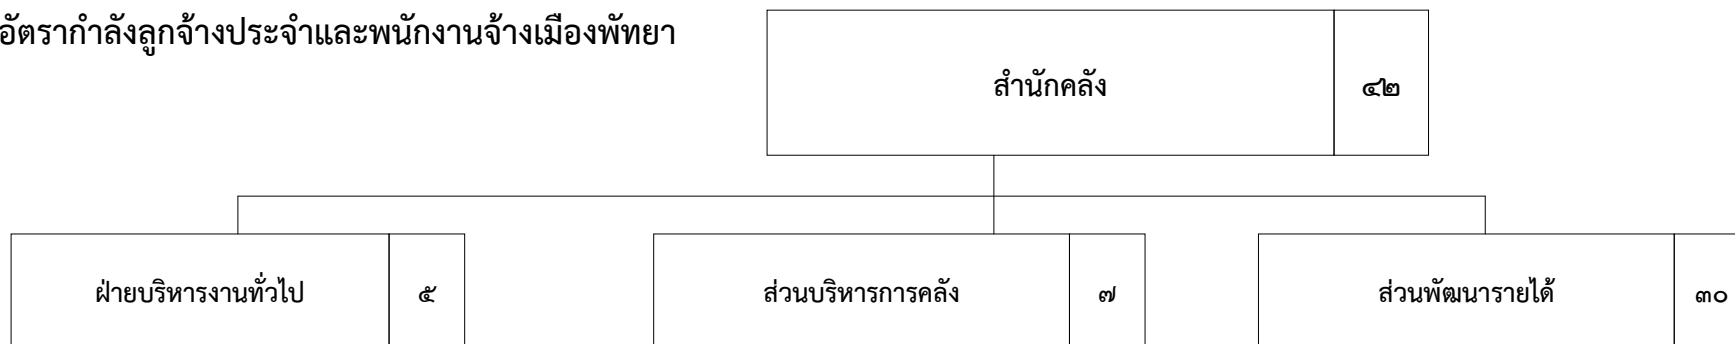 อัตรากำลังลูกจ้างประจำและพนักงานจ้างเมืองพัทยา
สำนักคลัง ๔๒
ฝ่ายบริหารงานทั่วไป ๕ ส่วนบริหารการคลัง ๗ ส่วนพัฒนารายได้ ๓๐